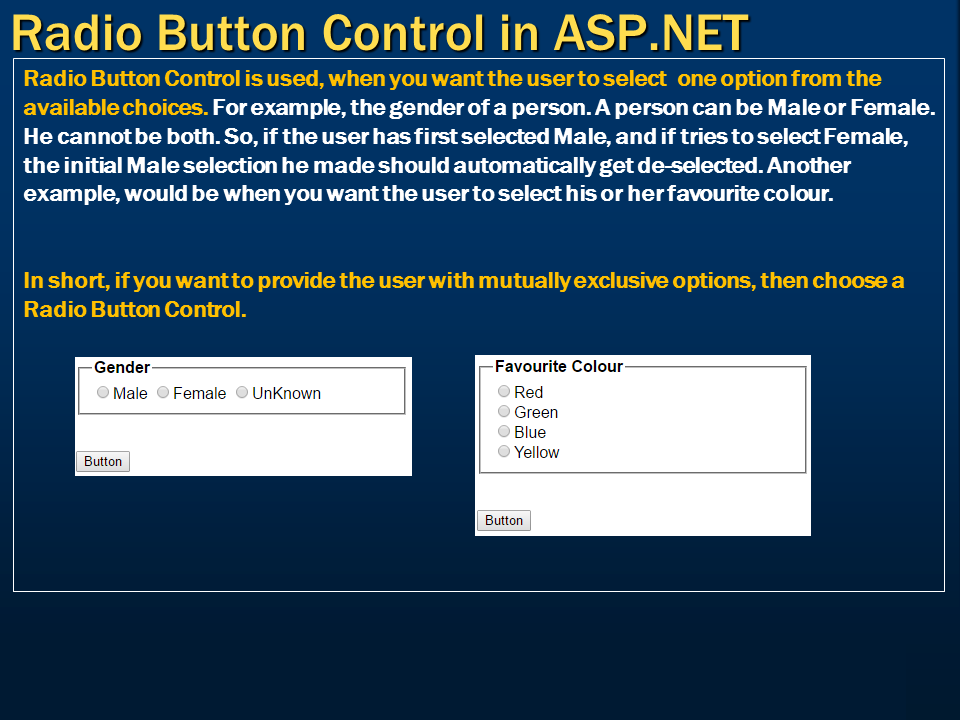 Radio Button Control in ASP.NET
Radio Button Control is used, when you want the user to select  one option from the
available choices. For example, the gender of a person. A person can be Male or Female.
He cannot be both. So, if the user has first selected Male, and if tries to select Female,
the initial Male selection he made should automatically get de-selected. Another
example, would be when you want the user to select his or her favourite colour.
In short, if you want to provide the user with mutually exclusive options, then choose a
Radio Button Control.
Gender
Male Female UnKnown
Button
Favourite Colour
Red
Green
Blue
Yellow
Button